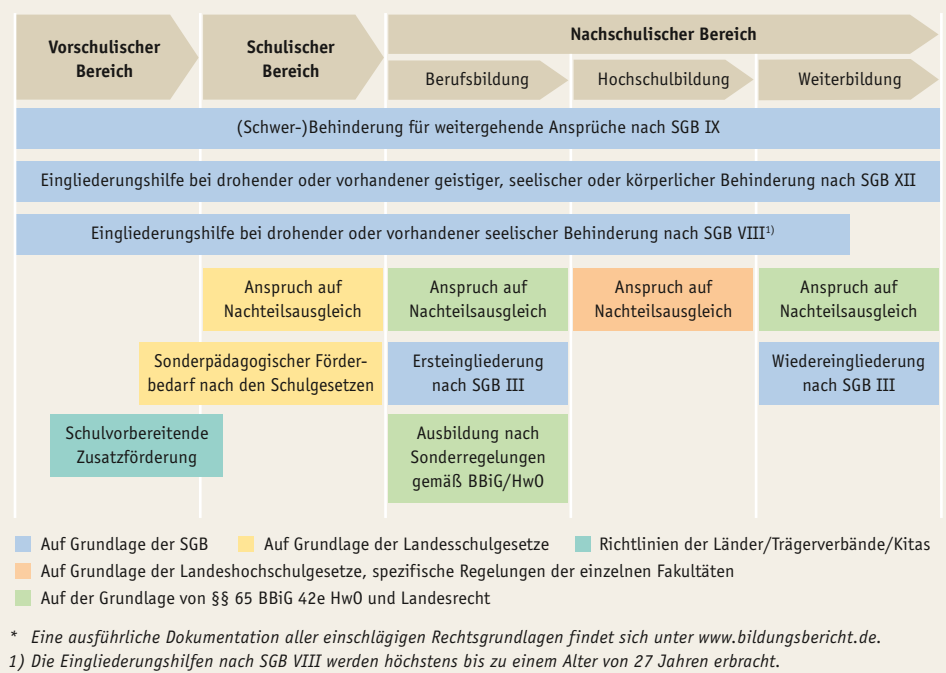 Vorschulischer
Bereich
Schulischer
Bereich
Nachschulischer Bereich
Berufsbildung
Hochschulbildung
Weiterbildung
(Schwer-)Behinderung für weitergehende Ansprüche nach SGB IX
Eingliederungshilfe bei drohender oder vorhandener geistiger, seelischer oder körperlicher Behinderung nach SGB XII
Eingliederungshilfe bei drohender oder vorhandener seelischer Behinderung nach SGB VIII1)
Anspruch auf
Nachteilsausgleich
Anspruch auf
Nachteilsausgleich
Anspruch auf
Nachteilsausgleich
Anspruch auf
Nachteilsausgleich
Sonderpädagogischer Förder-
bedarf nach den Schulgesetzen
Ersteingliederung
nach SGB III
Wiedereingliederung
nach SGB III
Schulvorbereitende
Zusatzförderung
Ausbildung nach
Sonderregelungen
gemäß BBiG/HwO
Auf Grundlage der SGB
Auf Grundlage der Landesschulgesetze
Richtlinien der Länder/Trägerverbände/Kitas
Auf Grundlage der Landeshochschulgesetze, spezifische Regelungen der einzelnen Fakultäten
Auf der Grundlage von §§ 65 BBiG 42e HwO und Landesrecht
* Eine ausführliche Dokumentation aller einschlägigen Rechtsgrundlagen findet sich unter www.bildungsbericht.de.
1) Die Eingliederungshilfen nach SGB VIII werden höchstens bis zu einem Alter von 27 Jahren erbracht.